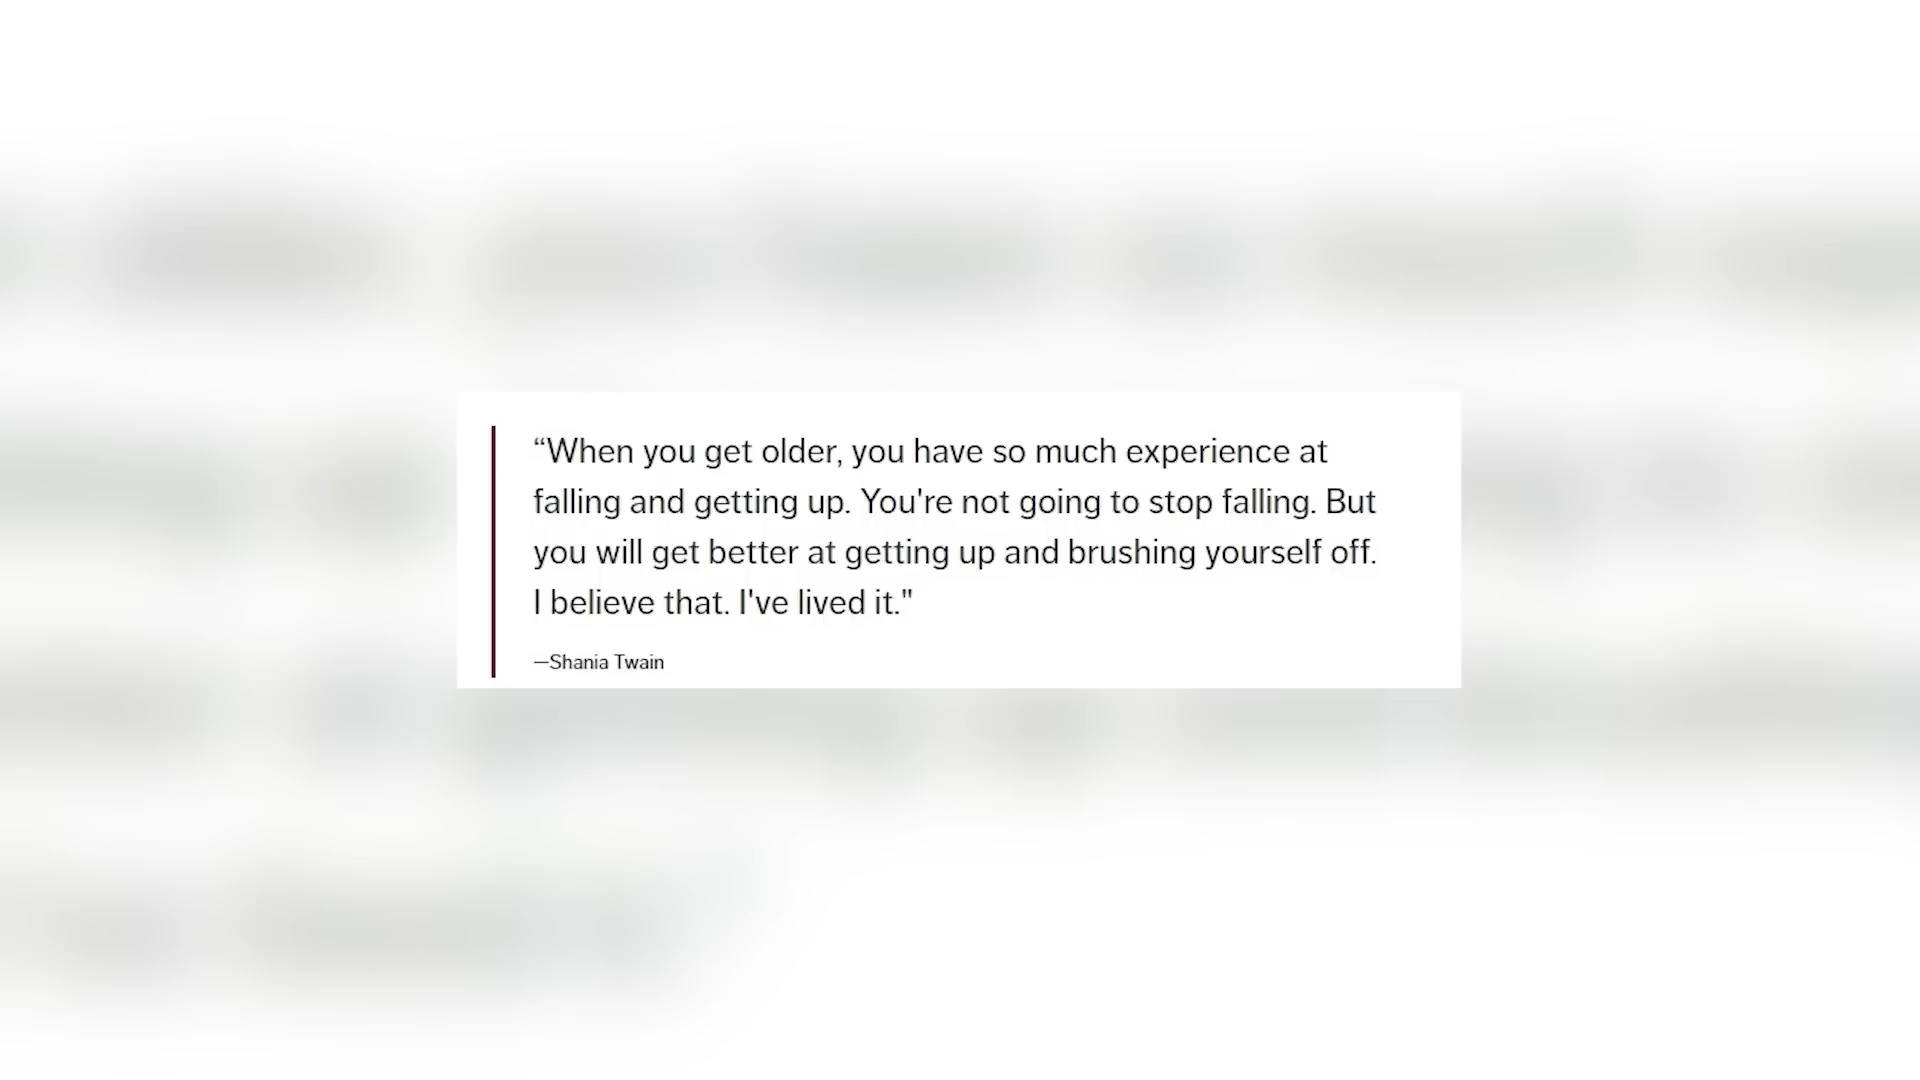 “When you get older, you have so much experience at
falling and getting up. You're not going to stop falling. But
you will get better at getting up and brushing yourself off.
I believe that. I've lived it."
—Shania Twain